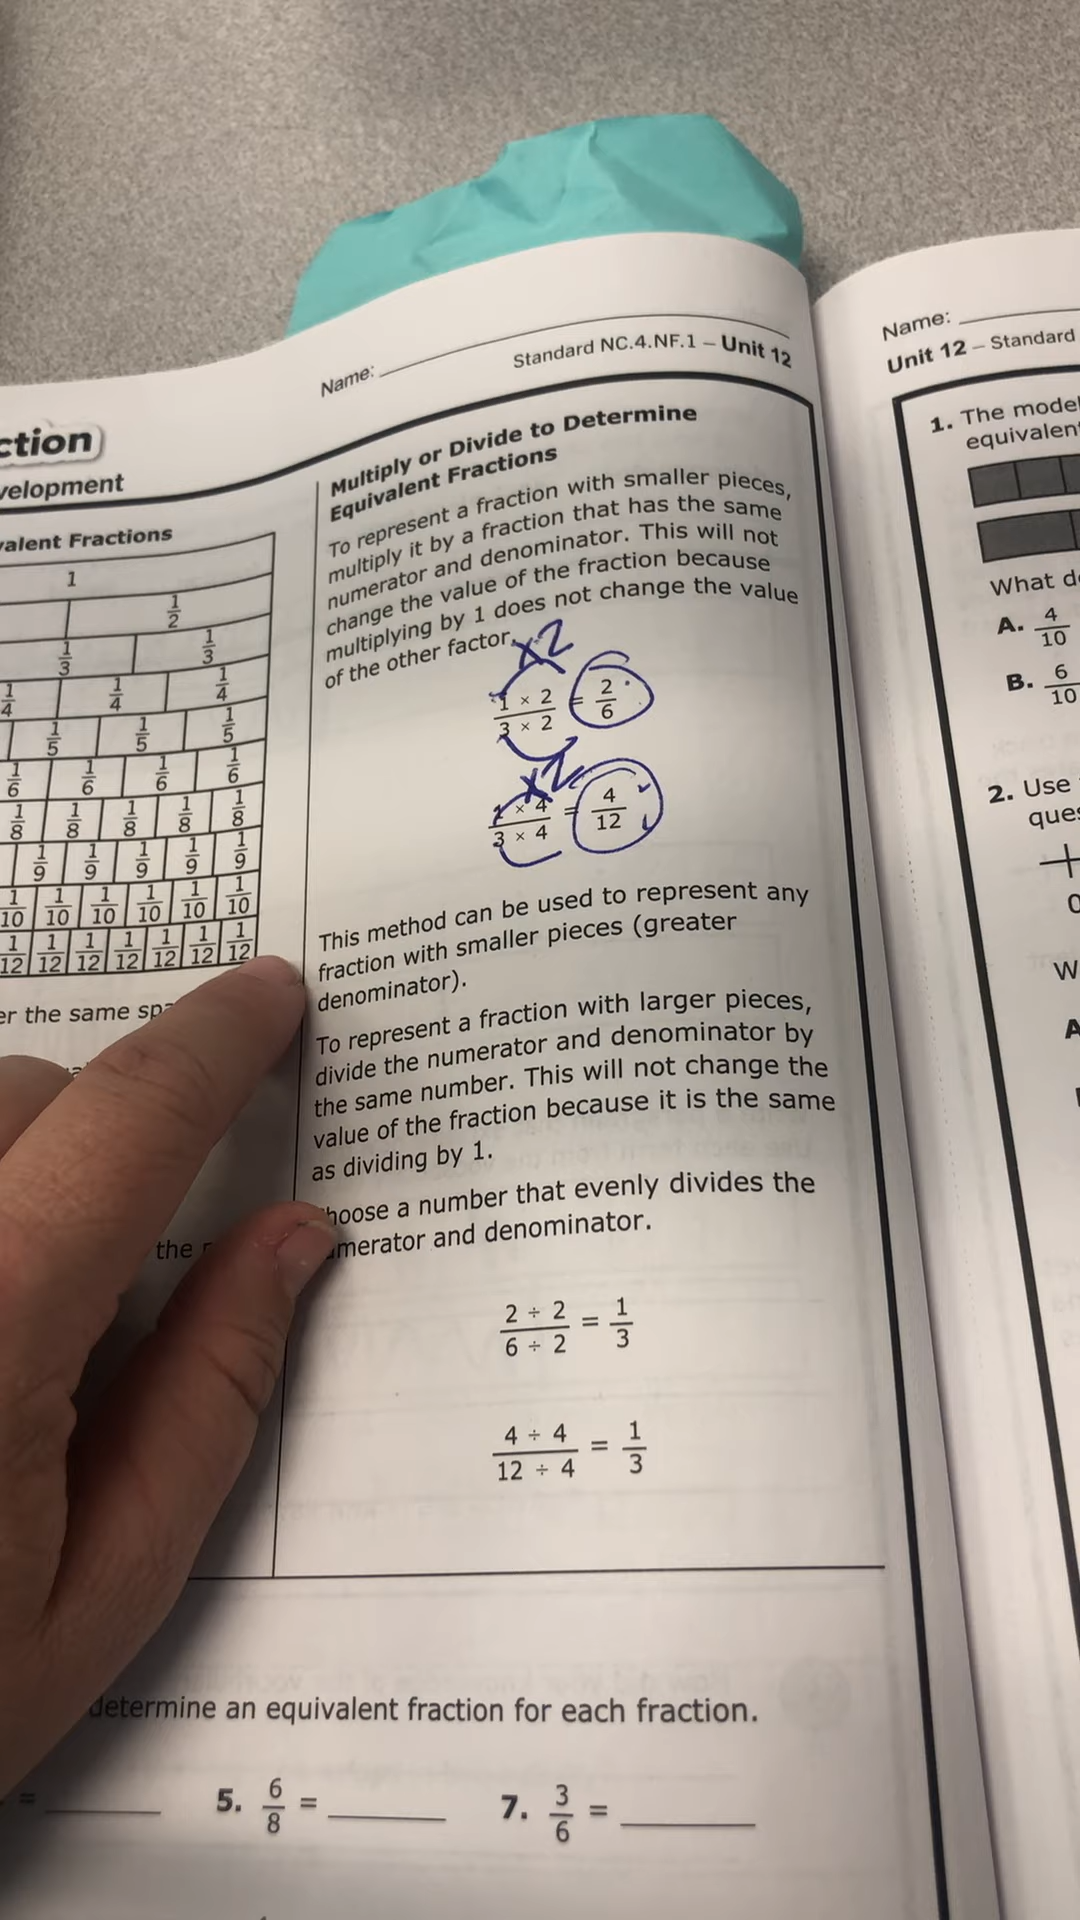 Name:
Standard NC.4.NF.1 – Unit 12
ction
velopment
valent Fractions
1
1/2
1/3 1/3
1/4 1/4 1/4
1/5 1/5 1/5
1/6 1/6 1/6 1/6
1/8 1/8 1/8 1/8 1/8
1/9 1/9 1/9 1/9 1/9
1/10 1/10 1/10 1/10 1/10 1/10
1/12 1/12 1/12 1/12 1/12 1/12 1/12
er the same spa
the
Multiply or Divide to Determine
Equivalent Fractions
To represent a fraction with smaller pieces,
multiply it by a fraction that has the same
numerator and denominator. This will not
change the value of the fraction because
multiplying by 1 does not change the value
of the other factor.
x2
1 × 2 / 3 × 2 = 2/6
x2
1 × 4 / 3 × 4 = 4/12
This method can be used to represent any
fraction with smaller pieces (greater
denominator).
To represent a fraction with larger pieces,
divide the numerator and denominator by
the same number. This will not change the
value of the fraction because it is the same
as dividing by 1.
hoose a number that evenly divides the
merator and denominator.
2 ÷ 2 / 6 ÷ 2 = 1/3
4 ÷ 4 / 12 ÷ 4 = 1/3
determine an equivalent fraction for each fraction.
=
5. 6/8 =
7. 3/6 =
Name:
Unit 12 – Standard
1. The model
equivalent
What d
A. 4/10
B. 6/10
2. Use
ques
0
W
A